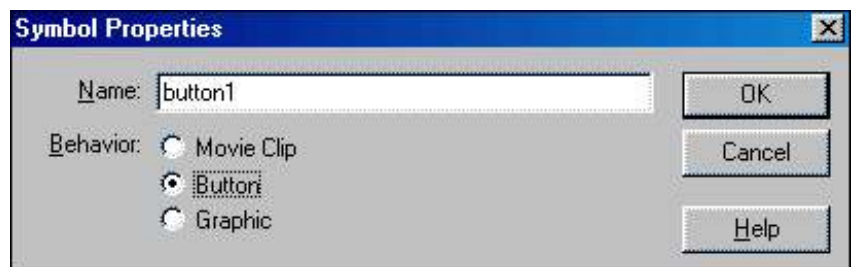 Symbol Properties
Name: button1
OK
Behavior: Movie Clip
Cancel
Button
Graphic
Help